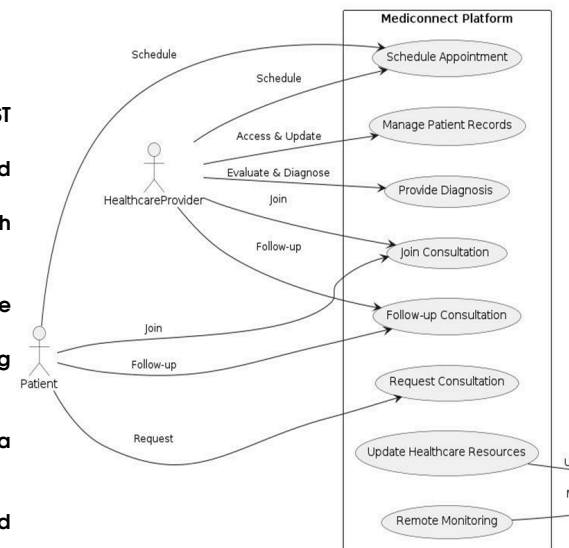 Mediconnect Platform
Schedule
Schedule Appointment
Schedule
ST
Manage Patient Records
Access & Update
d
Evaluate & Diagnose
Provide Diagnosis
HealthcareProvider
Join
h
Follow-up
Join Consultation
e
Follow-up Consultation
Join
g
Follow-up
Patient
Request Consultation
a
Request
Update Healthcare Resources
U
d
Remote Monitoring